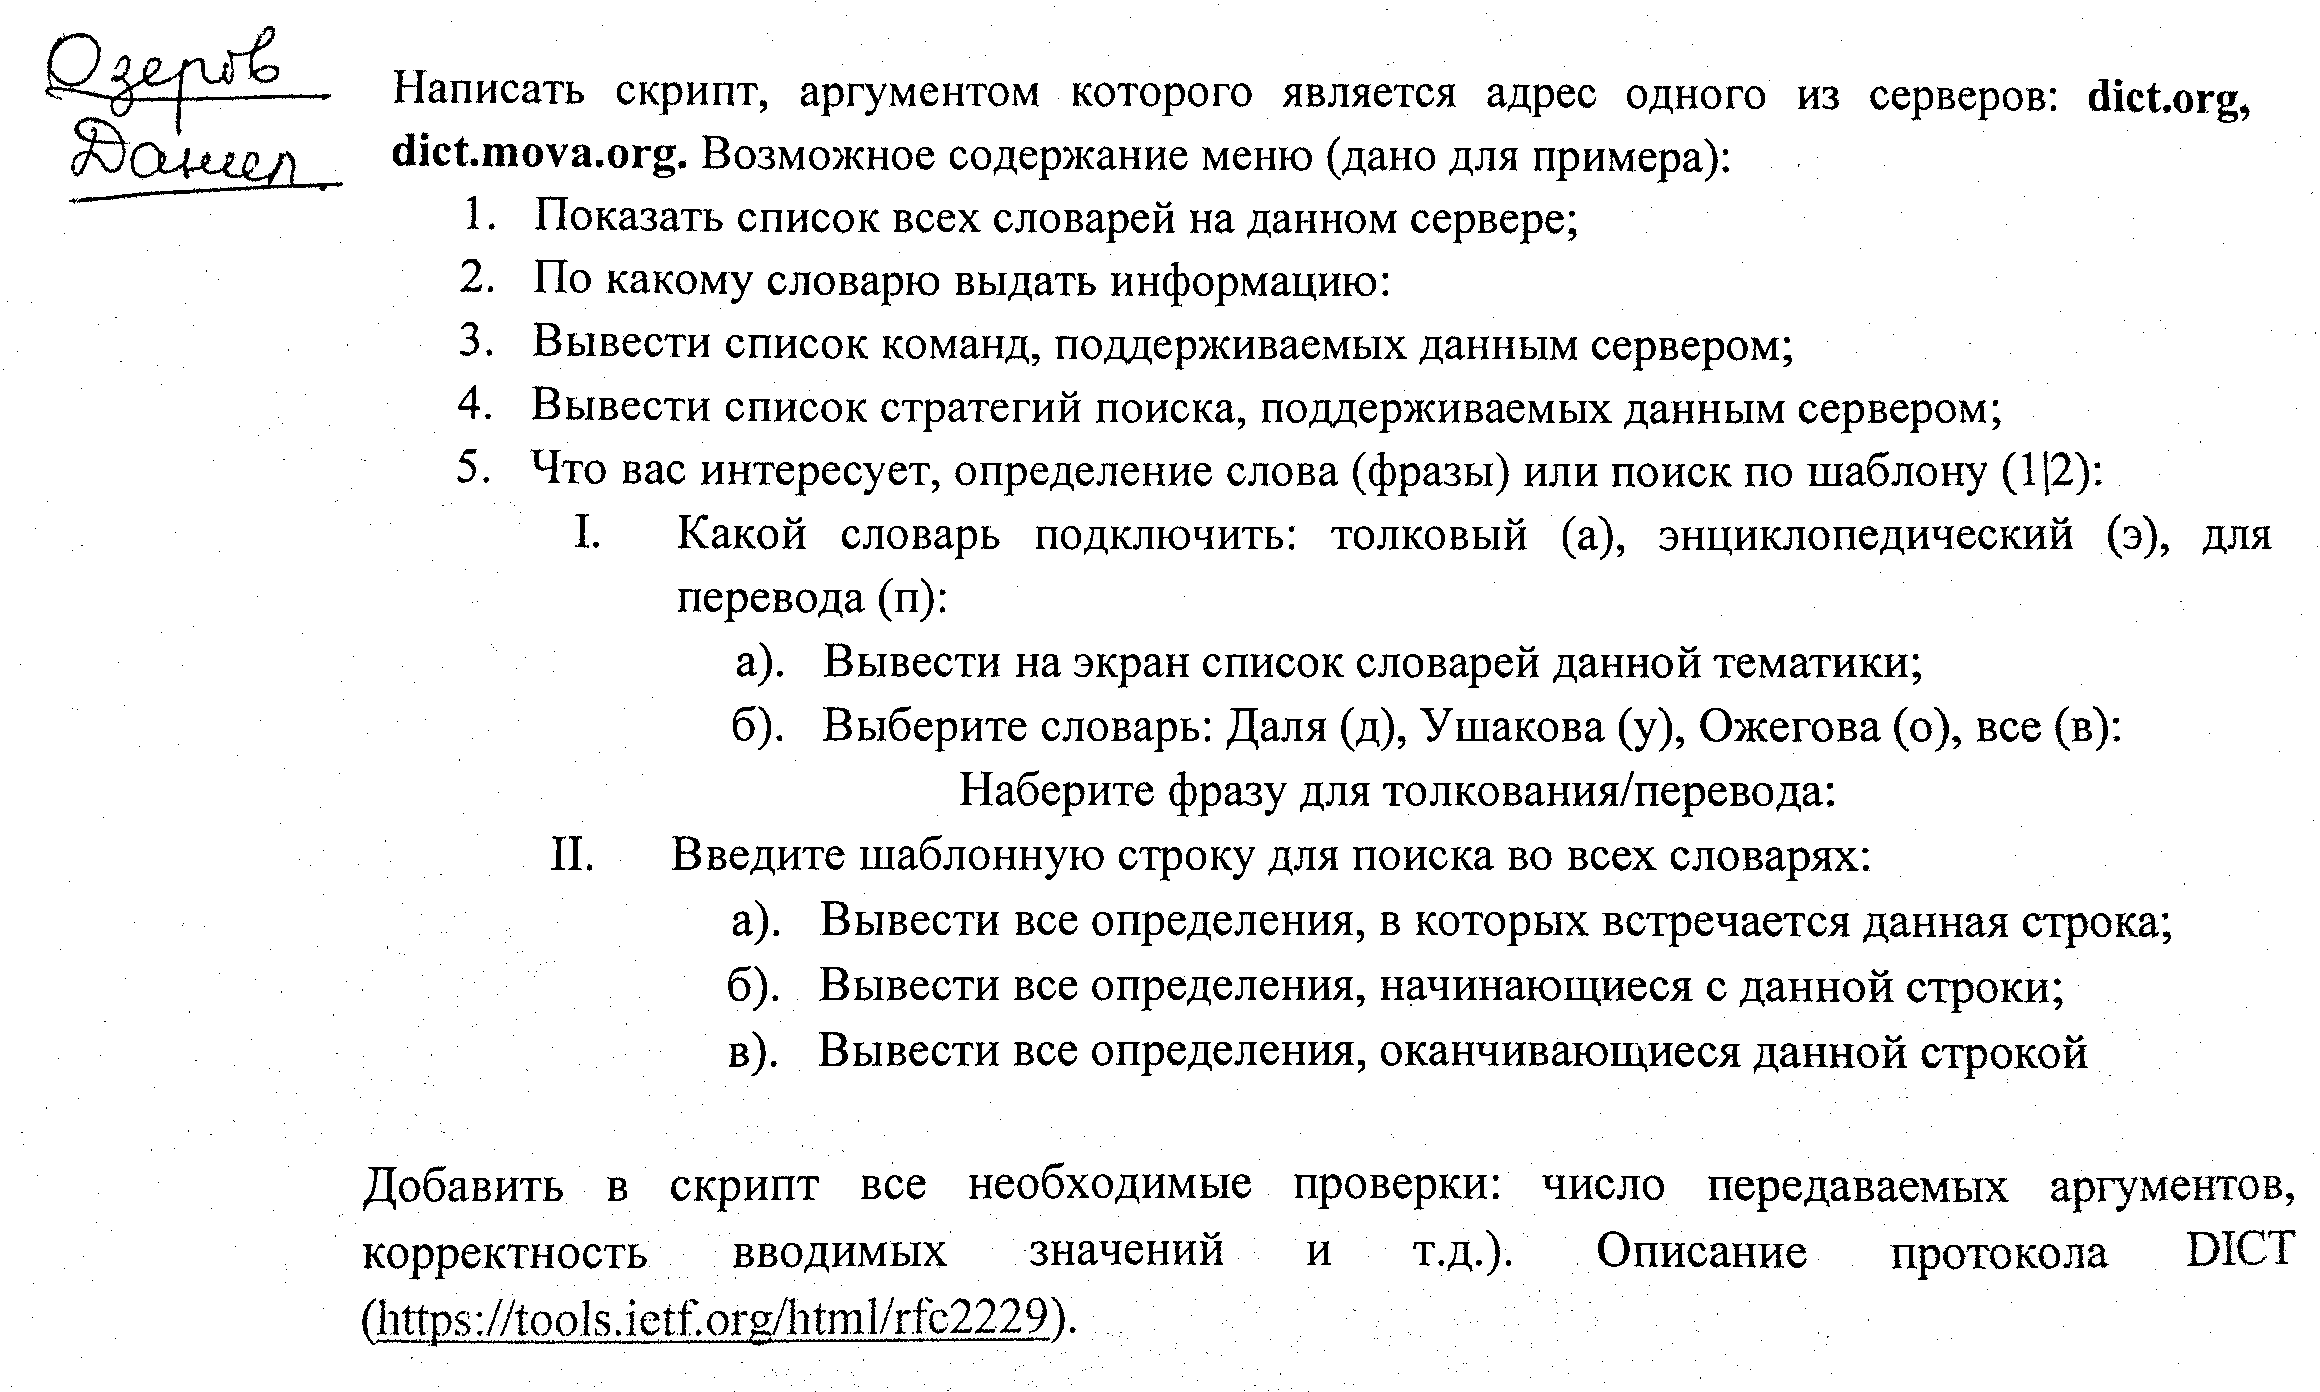 Озеров
Даниел
Написать скрипт, аргументом которого является адрес одного из серверов: dict.org,
dict.mova.org. Возможное содержание меню (дано для примера):
1. Показать список всех словарей на данном сервере;
2. По какому словарю выдать информацию:
3. Вывести список команд, поддерживаемых данным сервером;
4. Вывести список стратегий поиска, поддерживаемых данным сервером;
5. Что вас интересует, определение слова (фразы) или поиск по шаблону (1|2):
I. Какой словарь подключить: толковый (а), энциклопедический (э), для
перевода (п):
а). Вывести на экран список словарей данной тематики;
б). Выберите словарь: Даля (д), Ушакова (у), Ожегова (о), все (в):
Наберите фразу для толкования/перевода:
II. Введите шаблонную строку для поиска во всех словарях:
а). Вывести все определения, в которых встречается данная строка;
б). Вывести все определения, начинающиеся с данной строки;
в). Вывести все определения, оканчивающиеся данной строкой
Добавить в скрипт все необходимые проверки: число передаваемых аргументов,
корректность вводимых значений и т.д.). Описание протокола DICT
(https://tools.ietf.org/html/rfc2229).